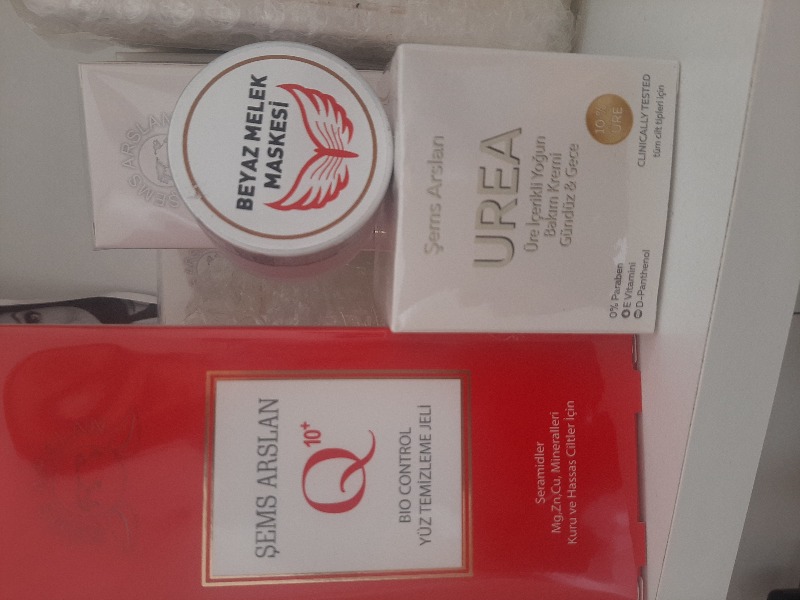 BEYAZ MELEK
MASKESİ
ŞEMS ARSLAN
Şems Arslan
UREA
Üre İçerikli Yoğun
Bakım Kremi
Gündüz & Gece
10 %
ÜRE
CLINICALLY TESTED
tüm cilt tipleri için
0% Paraben
E Vitamini
D-Panthenol
ŞEMS ARSLAN
Q10+
BIO CONTROL
YÜZ TEMİZLEME JELİ
Seramidler
Mg,Zn,Cu, Mineralleri
Kuru ve Hassas Ciltler İçin